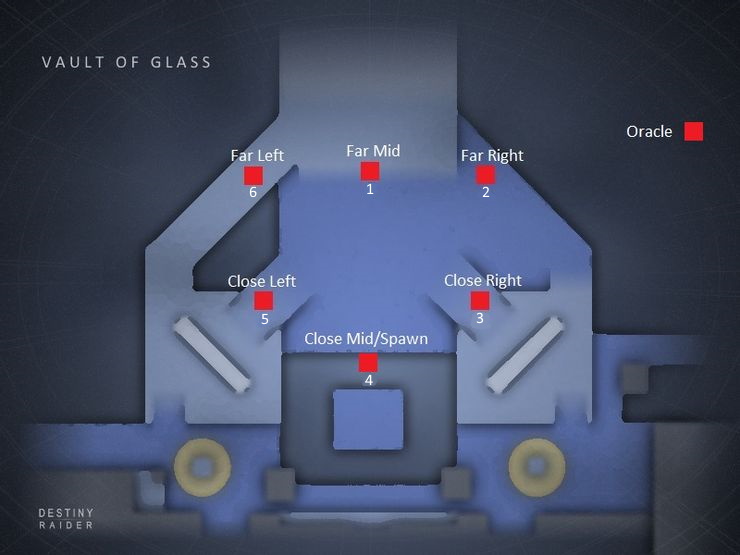 VAULT OF GLASS
Oracle
Far Left
Far Mid
Far Right
6
1
2
Close Left
Close Right
5
3
Close Mid/Spawn
4
DESTINY
RAIDER